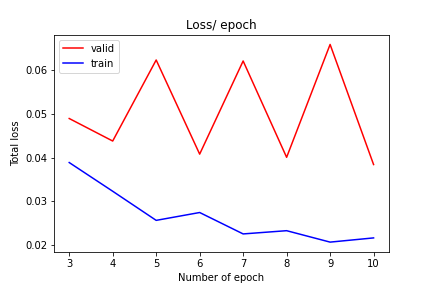 Loss/ epoch
valid
train
Total loss
0.06
0.05
0.04
0.03
0.02
3 4 5 6 7 8 9 10
Number of epoch